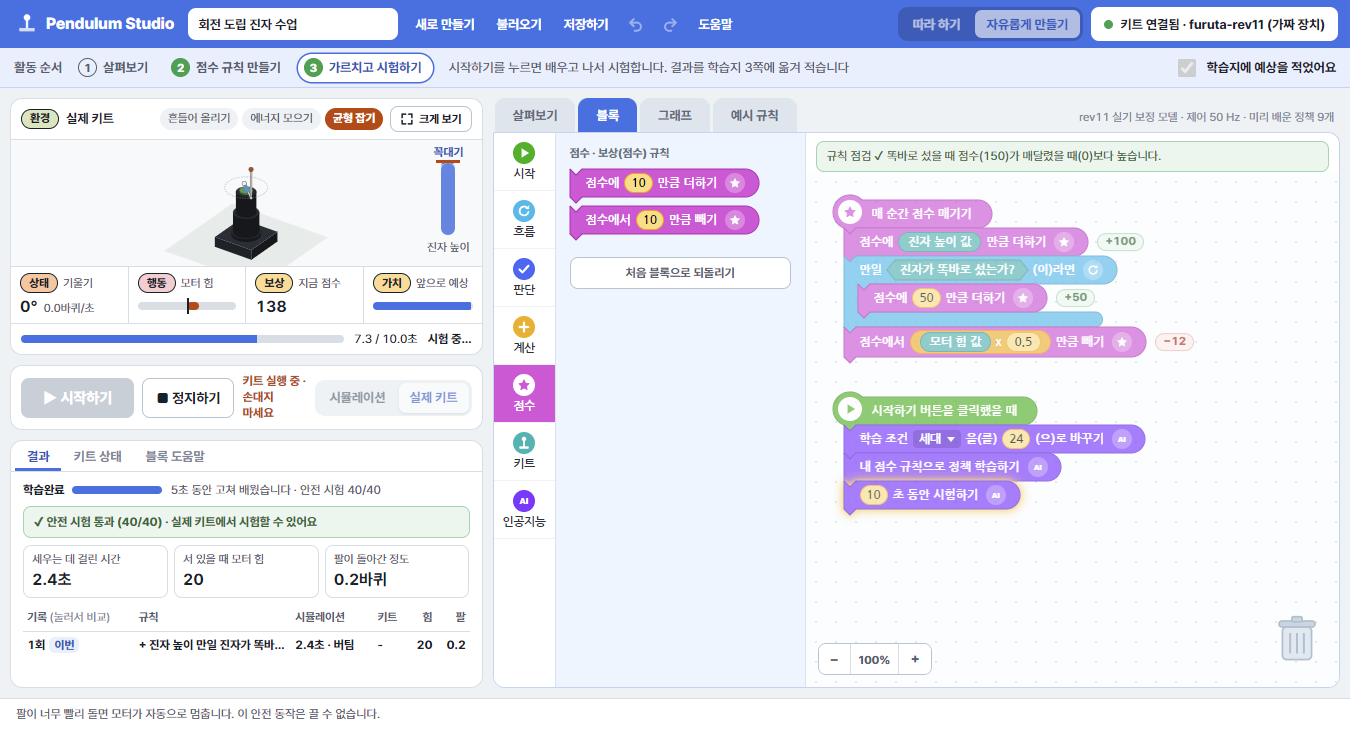 Pendulum Studio
회전 도립 진자 수업
새로 만들기
불러오기
저장하기
도움말
따라 하기
자유롭게 만들기
키트 연결됨 · furuta-rev11 (가짜 장치)
활동 순서
1 살펴보기
2 점수 규칙 만들기
3 가르치고 시험하기
시작하기를 누르면 배우고 나서 시험합니다. 결과를 학습지 3쪽에 옮겨 적습니다
학습지에 예상을 적었어요
환경 실제 키트
흔들어 올리기
에너지 모으기
균형 잡기
크게 보기
꼭대기
진자 높이
상태 기울기
0° 0.0바퀴/초
행동 모터 힘
보상 지금 점수
138
가치 앞으로 예상
7.3 / 10.0초 시험 중...
▶ 시작하기
■ 정지하기
키트 실행 중 ·
손대지
마세요
시뮬레이션
실제 키트
결과
키트 상태
블록 도움말
학습완료
5초 동안 고쳐 배웠습니다 · 안전 시험 40/40
✓ 안전 시험 통과 (40/40) · 실제 키트에서 시험할 수 있어요
세우는 데 걸린 시간
2.4초
서 있을 때 모터 힘
20
팔이 돌아간 정도
0.2바퀴
기록 (눌러서 비교) 규칙 시뮬레이션 키트 힘 팔
1회 이번 + 진자 높이 만일 진자가 똑바... 2.4초 · 버팀 - 20 0.2
살펴보기
블록
그래프
예시 규칙
rev11 실기 보정 모델 · 제어 50 Hz · 미리 배운 정책 9개
시작
흐름
판단
계산
점수
키트
AI
인공지능
점수 · 보상(점수) 규칙
점수에 10 만큼 더하기
점수에서 10 만큼 빼기
처음 블록으로 되돌리기
규칙 점검 ✓ 똑바로 섰을 때 점수(150)가 매달렸을 때(0)보다 높습니다.
매 순간 점수 매기기
점수에 진자 높이 값 만큼 더하기 +100
만일 진자가 똑바로 섰는가? (이)라면
점수에 50 만큼 더하기 +50
점수에서 모터 힘 값 x 0.5 만큼 빼기 −12
시작하기 버튼을 클릭했을 때
학습 조건 세대 ▼ 을(를) 24 (으)로 바꾸기 AI
내 점수 규칙으로 정책 학습하기 AI
10 초 동안 시험하기 AI
− 100% +
팔이 너무 빨리 돌면 모터가 자동으로 멈춥니다. 이 안전 동작은 끌 수 없습니다.